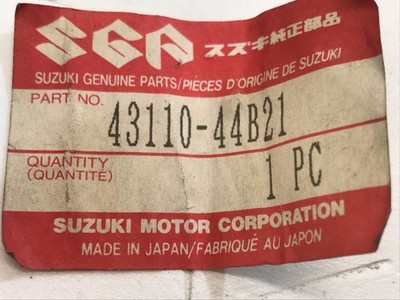 SGP スズキ純正部品
SUZUKI GENUINE PARTS/PIÈCES D'ORIGINE DE SUZUKI
PART NO.
43110-44B21
QUANTITY
(QUANTITÉ)
1 PC
SUZUKI MOTOR CORPORATION
MADE IN JAPAN/FABRIQUÉ AU JAPON